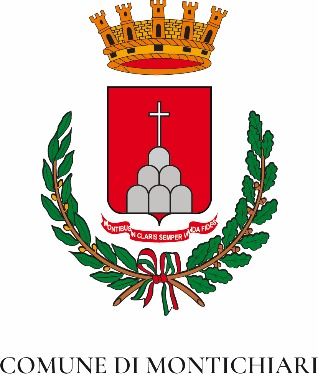 MONTIBUS IN CLARIS SEMPER VIVIDA FIDES
COMUNE DI MONTICHIARI